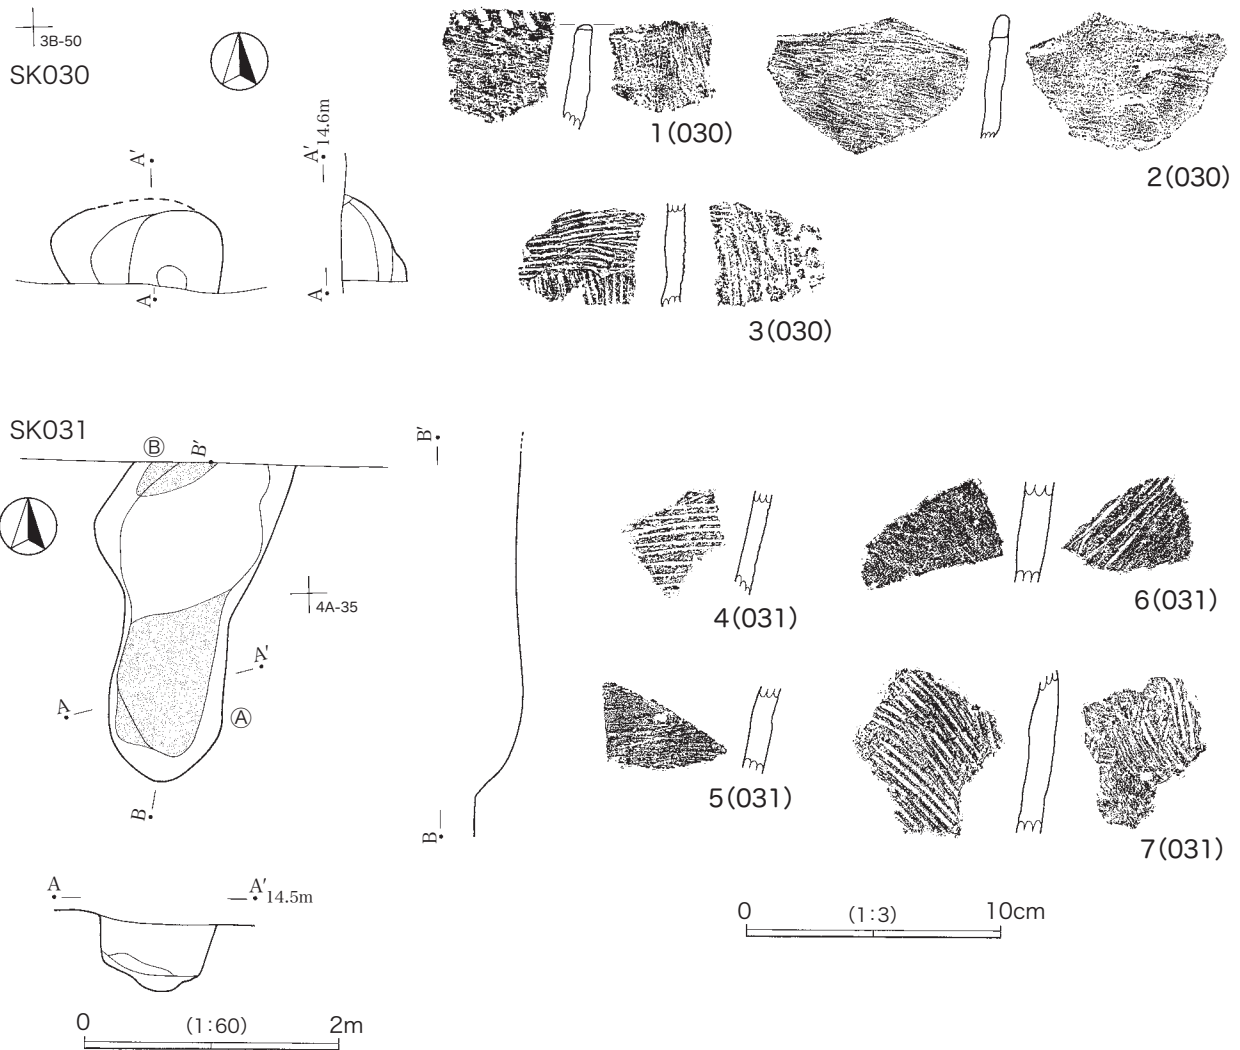 3B-50
SK030
A'
A
A' 14.6m
A
1(030)
2(030)
3(030)
SK031
Ⓑ
B'
4A-35
A
A'
Ⓐ
B
B'
B
4(031)
6(031)
5(031)
7(031)
A
A' 14.5m
0 (1:60) 2m
0 (1:3) 10cm